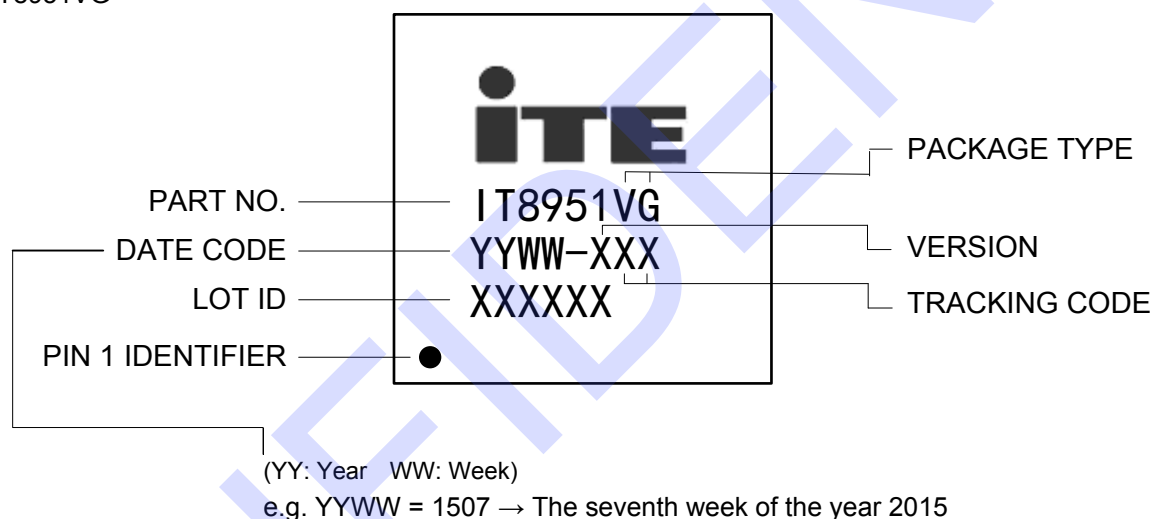 iTE
PACKAGE TYPE
PART NO.
IT8951VG
DATE CODE
YYWW-XXX
VERSION
LOT ID
XXXXXX
TRACKING CODE
PIN 1 IDENTIFIER
(YY: Year WW: Week)
e.g. YYWW = 1507 → The seventh week of the year 2015